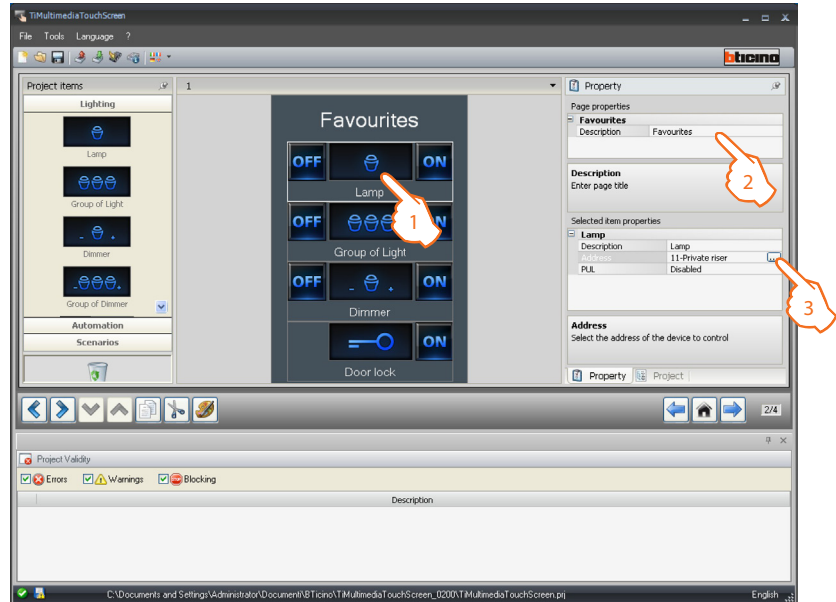 TiMultimediaTouchScreen
File Tools Language ?
bticino
Project items
1
Property
Lighting
Lamp
Group of Light
Dimmer
Group of Dimmer
Automation
Scenarios
Favourites
OFF ON
Lamp
OFF N
Group of Light
OFF ON
Dimmer
ON
Door lock
Page properties
Favourites
Description Favourites
Description
Enter page title
Selected item properties
Lamp
Description Lamp
Address 11-Private riser ...
PUL Disabled
Address
Select the address of the device to control
Property Project
1
2
3
2/4
Project Validity
Errors Warnings Blocking
Description
C:\Documents and Settings\Administrator\Documenti\BTicino\TiMultimediaTouchScreen_0200\TiMultimediaTouchScreen.prj
English